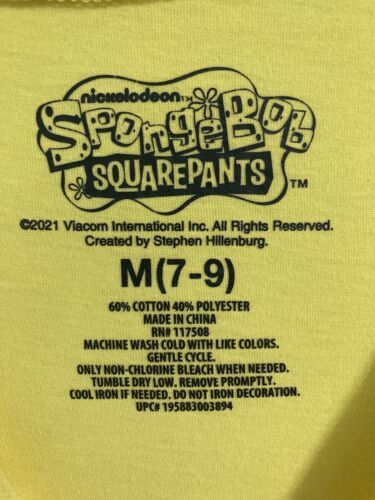 nickelodeon™
SpongeBob
SQUAREPANTS ™
©2021 Viacom International Inc. All Rights Reserved.
Created by Stephen Hillenburg.
M(7-9)
60% COTTON 40% POLYESTER
MADE IN CHINA
RN# 117508
MACHINE WASH COLD WITH LIKE COLORS.
GENTLE CYCLE.
ONLY NON-CHLORINE BLEACH WHEN NEEDED.
TUMBLE DRY LOW. REMOVE PROMPTLY.
COOL IRON IF NEEDED. DO NOT IRON DECORATION.
UPC# 195883003894